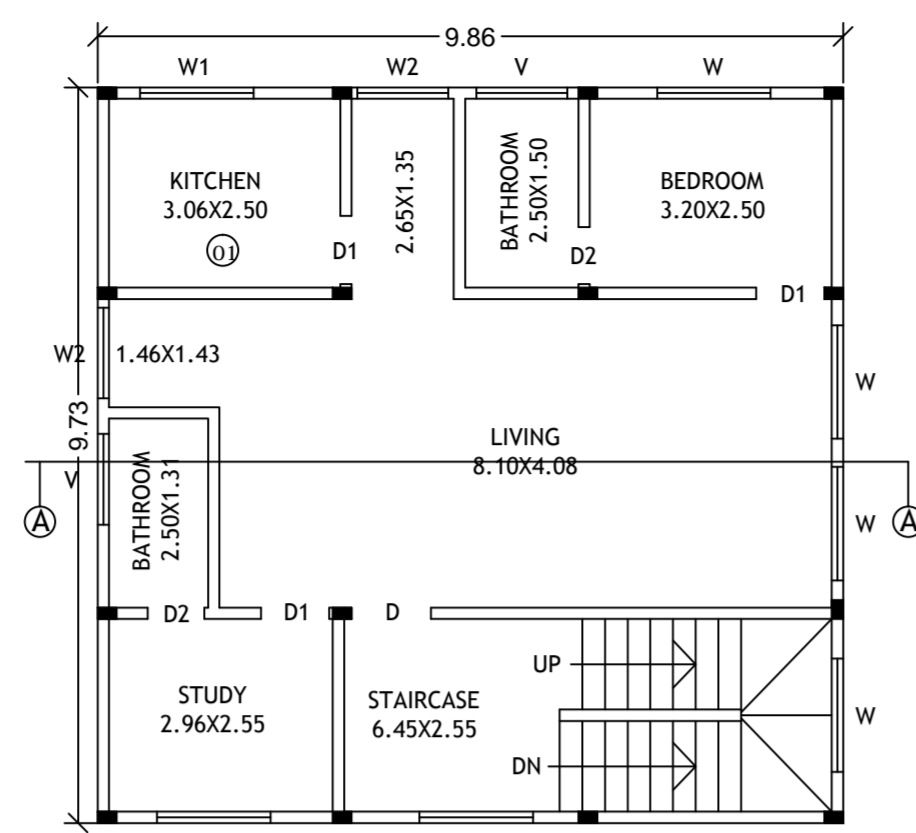 9.86
W1
W2
V
W
KITCHEN
3.06X2.50
01
D1
2.65X1.35
BATHROOM
2.50X1.50
D2
BEDROOM
3.20X2.50
D1
W2
1.46X1.43
W
9.73
LIVING
8.10X4.08
V
BATHROOM
2.50X1.31
A
W
A
D2
D1
D
UP
STUDY
2.96X2.55
STAIRCASE
6.45X2.55
W
DN